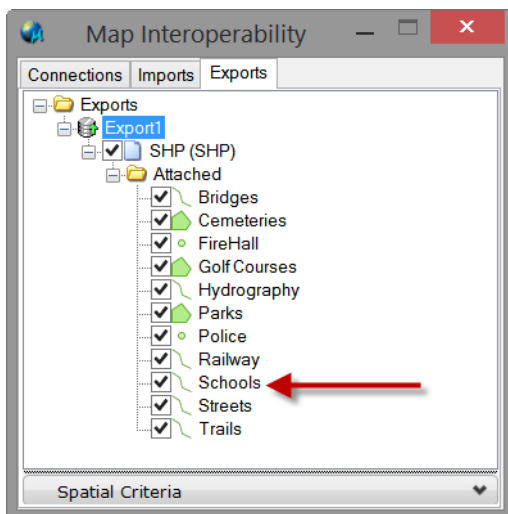 Map Interoperability
Connections Imports Exports
Exports
Export1
SHP (SHP)
Attached
Bridges
Cemeteries
FireHall
Golf Courses
Hydrography
Parks
Police
Railway
Schools
Streets
Trails
Spatial Criteria